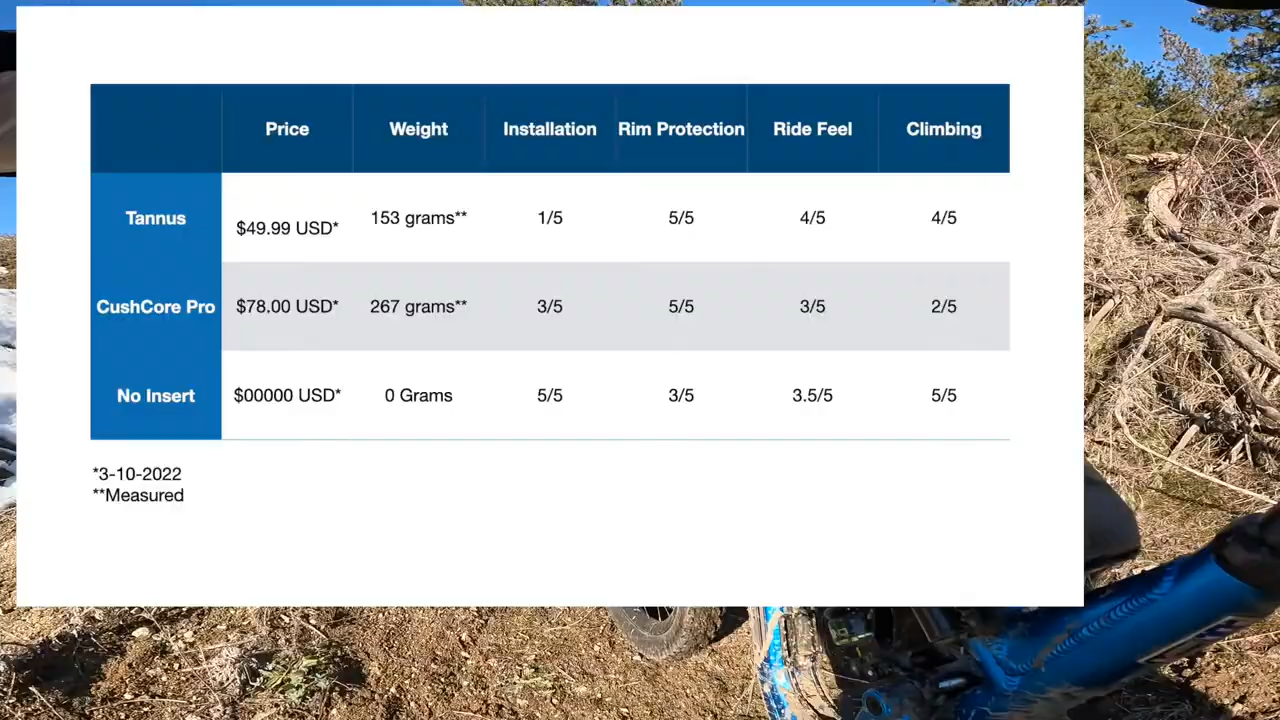 Price Weight Installation Rim Protection Ride Feel Climbing
Tannus $49.99 USD* 153 grams** 1/5 5/5 4/5 4/5
CushCore Pro $78.00 USD* 267 grams** 3/5 5/5 3/5 2/5
No Insert $00000 USD* 0 Grams 5/5 3/5 3.5/5 5/5
*3-10-2022
**Measured